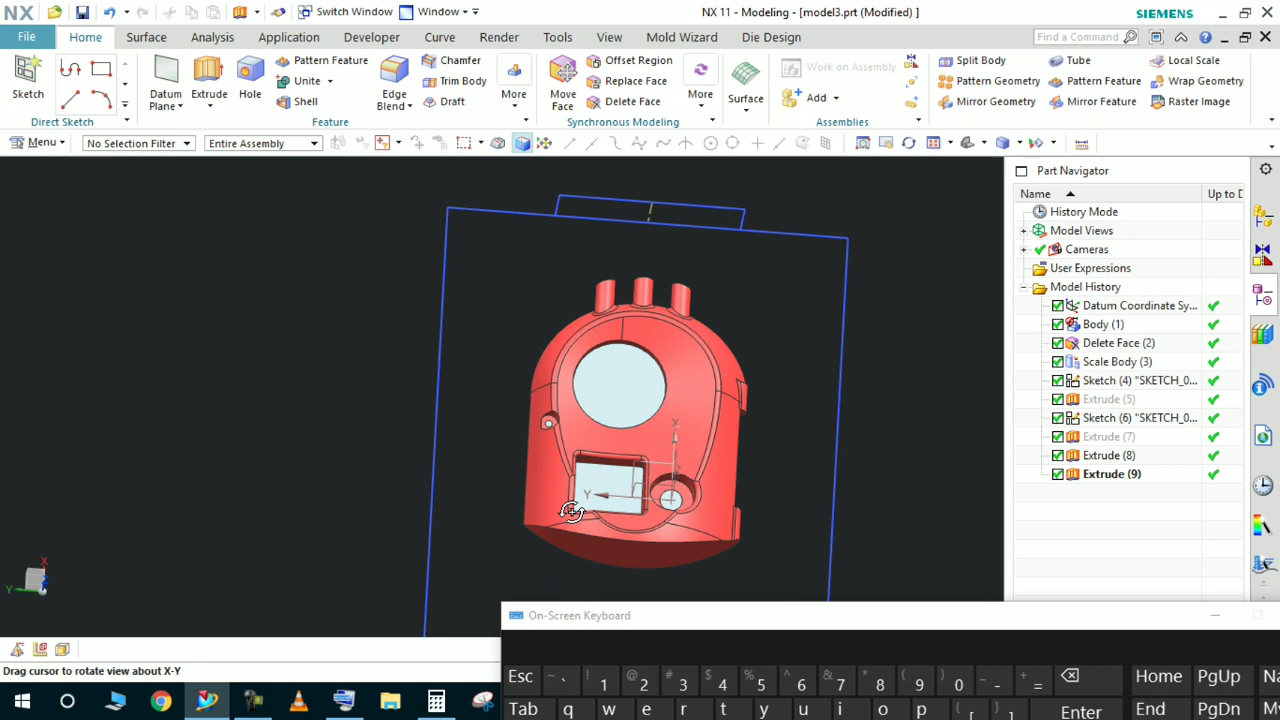 NX Switch Window Window NX 11 - Modeling - [model3.prt (Modified) ] SIEMENS
File Home Surface Analysis Application Developer Curve Render Tools View Mold Wizard Die Design Find a Command
Sketch Datum Plane Extrude Hole Pattern Feature Unite Shell Edge Blend Chamfer Trim Body Draft More Move Face Offset Region Replace Face Delete Face More Surface Work on Assembly Add Split Body Pattern Geometry Mirror Geometry Tube Pattern Feature Mirror Feature Local Scale Wrap Geometry Raster Image
Direct Sketch Feature Synchronous Modeling Assemblies
Menu No Selection Filter Entire Assembly
Part Navigator
Name Up to D
History Mode
Model Views
Cameras
User Expressions
Model History
Datum Coordinate Sy...
Body (1)
Delete Face (2)
Scale Body (3)
Sketch (4) "SKETCH_0...
Extrude (5)
Sketch (6) "SKETCH_0...
Extrude (7)
Extrude (8)
Extrude (9)
X
Y
X
Y
On-Screen Keyboard
Drag cursor to rotate view about X-Y
Esc ~ ` ! 1 @ 2 # 3 $ 4 % 5 ^ 6 & 7 * 8 ( 9 ) 0 _ - + = Home PgUp
Tab q w e r t y u i o p { [ } ] Enter End PgDn